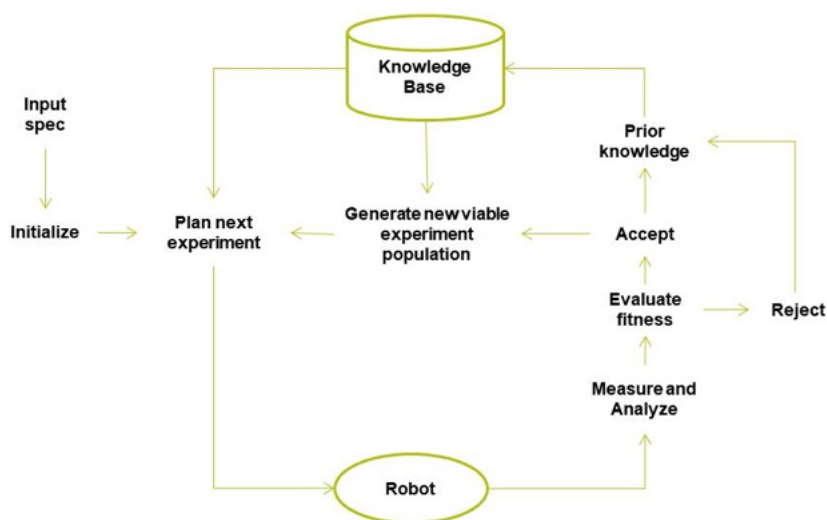 Knowledge
Base
Input
spec
Prior
knowledge
Initialize
Plan next
experiment
Generate new viable
experiment
population
Accept
Evaluate
fitness
Reject
Measure and
Analyze
Robot